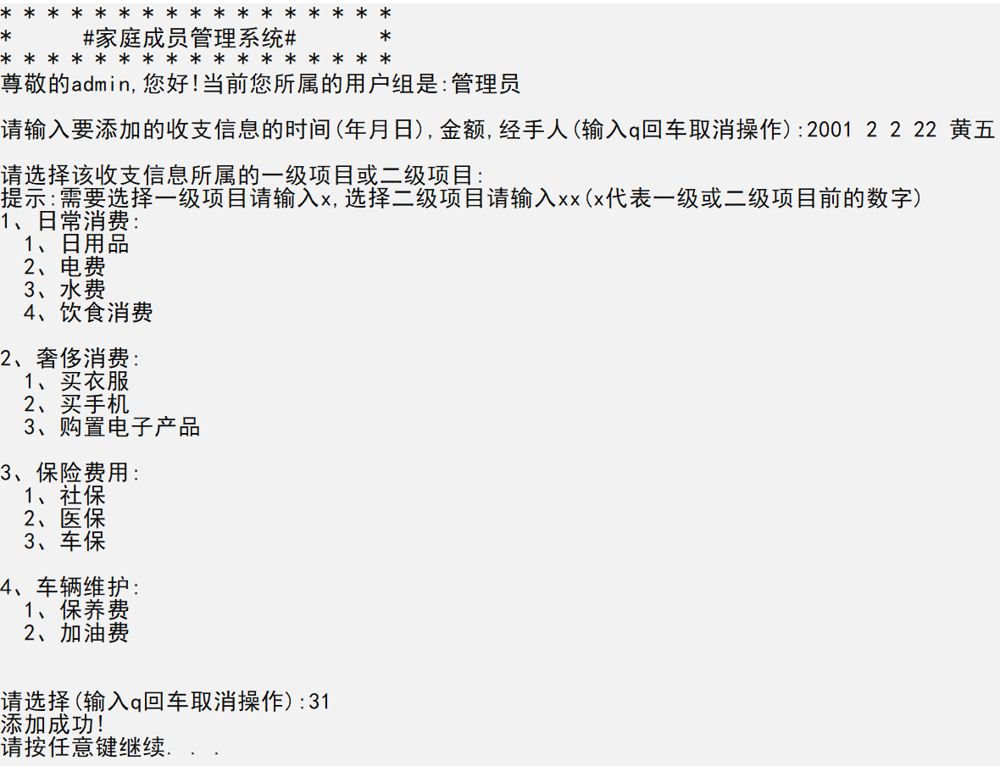 * * * * * * * * * * * * * * * * *
*      #家庭成员管理系统#       *
* * * * * * * * * * * * * * * * *
尊敬的admin,您好!当前您所属的用户组是:管理员
请输入要添加的收支信息的时间(年月日),金额,经手人(输入q回车取消操作):2001 2 2 22 黄五
请选择该收支信息所属的一级项目或二级项目:
提示:需要选择一级项目请输入x,选择二级项目请输入xx(x代表一级或二级项目前的数字)
1、日常消费:
  1、日用品
  2、电费
  3、水费
  4、饮食消费
2、奢侈消费:
  1、买衣服
  2、买手机
  3、购置电子产品
3、保险费用:
  1、社保
  2、医保
  3、车保
4、车辆维护:
  1、保养费
  2、加油费
请选择(输入q回车取消操作):31
添加成功!
请按任意键继续. . .